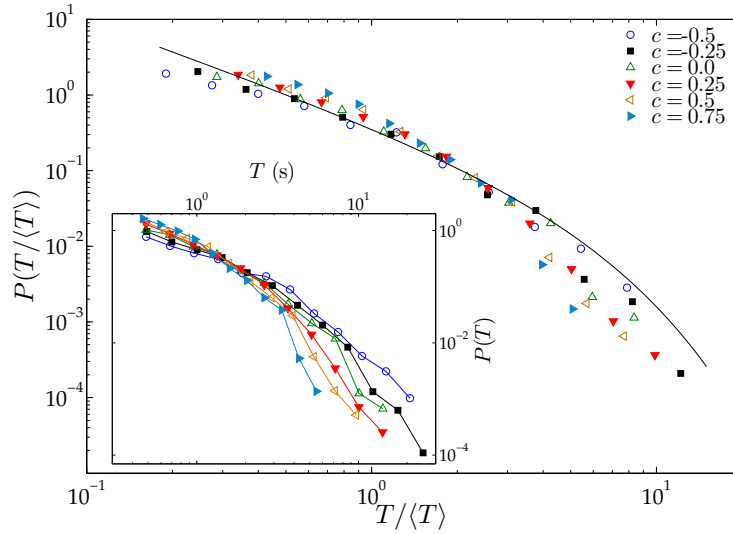 10^1
10^0
10^-1
10^-2
10^-3
10^-4
P(T/⟨T⟩)
c = -0.5
c = -0.25
c = 0.0
c = 0.25
c = 0.5
c = 0.75
T (s)
10^0 10^1
10^0
10^-2
10^-4
P(T)
10^-1 10^0 10^1
T/⟨T⟩